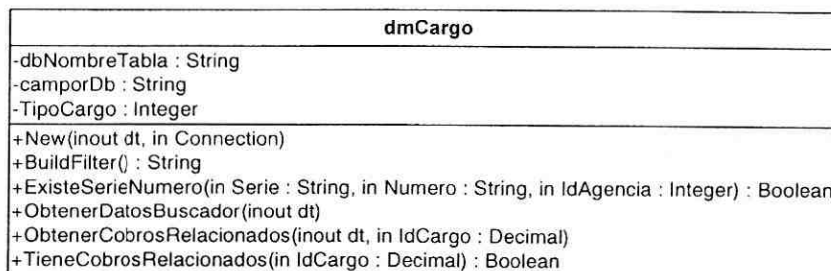 dmCargo
-dbNombreTabla : String
-camporDb : String
-TipoCargo : Integer
+New(inout dt, in Connection)
+BuildFilter() : String
+ExisteSerieNumero(in Serie : String, in Numero : String, in IdAgencia : Integer) : Boolean
+ObtenerDatosBuscador(inout dt)
+ObtenerCobrosRelacionados(inout dt, in IdCargo : Decimal)
+TieneCobrosRelacionados(in IdCargo : Decimal) : Boolean